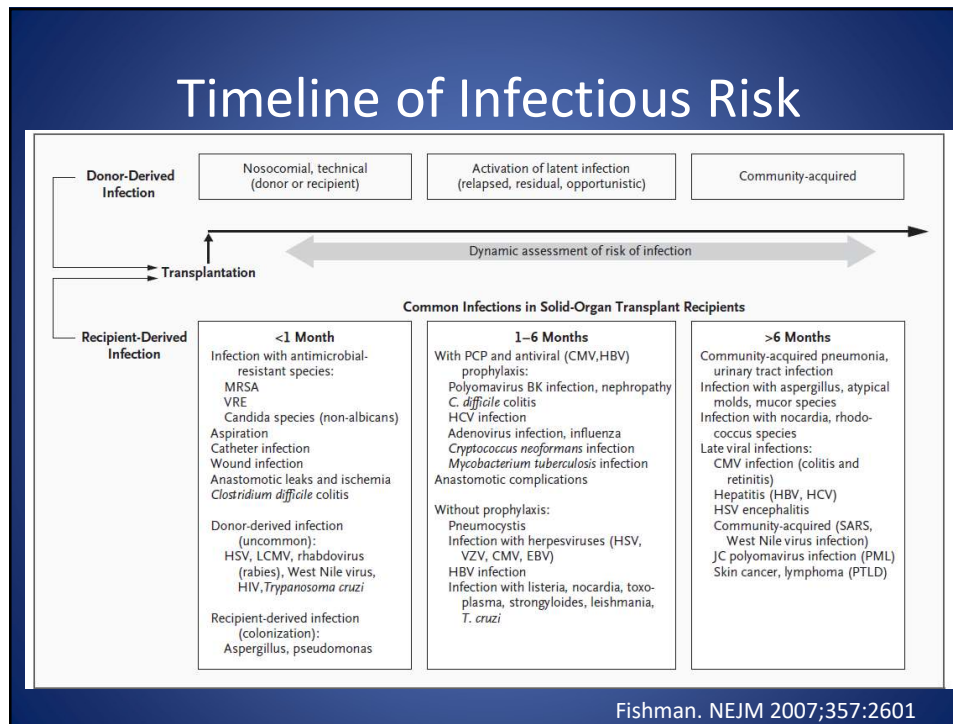 Timeline of Infectious Risk
Donor-Derived
Infection
Nosocomial, technical
(donor or recipient)
Activation of latent infection
(relapsed, residual, opportunistic)
Community-acquired
Dynamic assessment of risk of infection
Transplantation
Common Infections in Solid-Organ Transplant Recipients
Recipient-Derived
Infection
<1 Month
Infection with antimicrobial-
resistant species:
MRSA
VRE
Candida species (non-albicans)
Aspiration
Catheter infection
Wound infection
Anastomotic leaks and ischemia
Clostridium difficile colitis
Donor-derived infection
(uncommon):
HSV, LCMV, rhabdovirus
(rabies), West Nile virus,
HIV,Trypanosoma cruzi
Recipient-derived infection
(colonization):
Aspergillus, pseudomonas
1–6 Months
With PCP and antiviral (CMV,HBV)
prophylaxis:
Polyomavirus BK infection, nephropathy
C. difficile colitis
HCV infection
Adenovirus infection, influenza
Cryptococcus neoformans infection
Mycobacterium tuberculosis infection
Anastomotic complications
Without prophylaxis:
Pneumocystis
Infection with herpesviruses (HSV,
VZV, CMV, EBV)
HBV infection
Infection with listeria, nocardia, toxo-
plasma, strongyloides, leishmania,
T. cruzi
>6 Months
Community-acquired pneumonia,
urinary tract infection
Infection with aspergillus, atypical
molds, mucor species
Infection with nocardia, rhodo-
coccus species
Late viral infections:
CMV infection (colitis and
retinitis)
Hepatitis (HBV, HCV)
HSV encephalitis
Community-acquired (SARS,
West Nile virus infection)
JC polyomavirus infection (PML)
Skin cancer, lymphoma (PTLD)
Fishman. NEJM 2007;357:2601